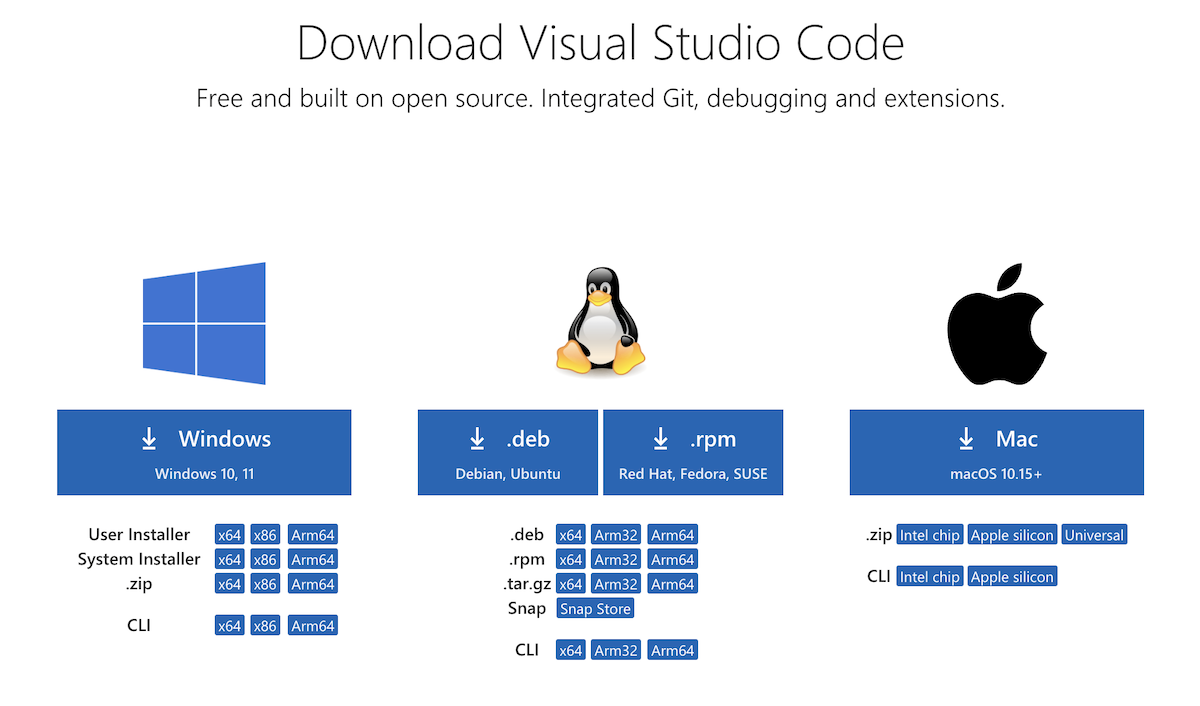 Download Visual Studio Code
Free and built on open source. Integrated Git, debugging and extensions.
Windows
Windows 10, 11
User Installer x64 x86 Arm64
System Installer x64 x86 Arm64
.zip x64 x86 Arm64
CLI x64 x86 Arm64
.deb
Debian, Ubuntu
.rpm
Red Hat, Fedora, SUSE
.deb x64 Arm32 Arm64
.rpm x64 Arm32 Arm64
.tar.gz x64 Arm32 Arm64
Snap Snap Store
CLI x64 Arm32 Arm64
Mac
macOS 10.15+
.zip Intel chip Apple silicon Universal
CLI Intel chip Apple silicon